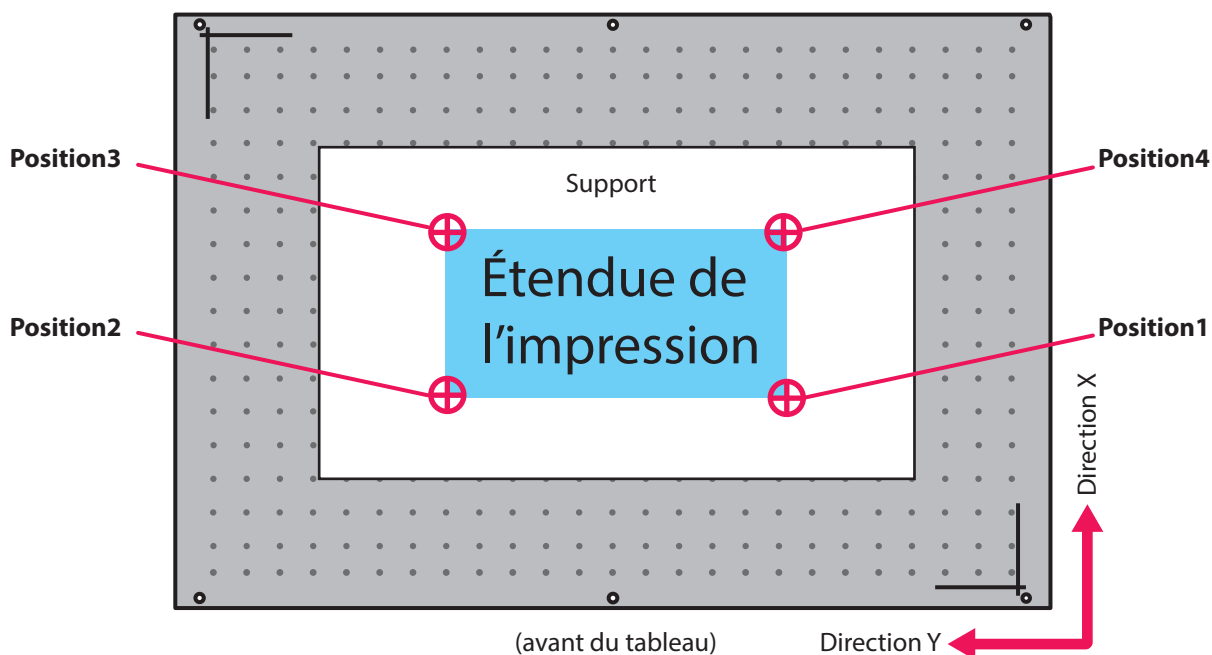 Position3
Position4
Support
Étendue de
l’impression
Position2
Position1
Direction X
(avant du tableau)
Direction Y